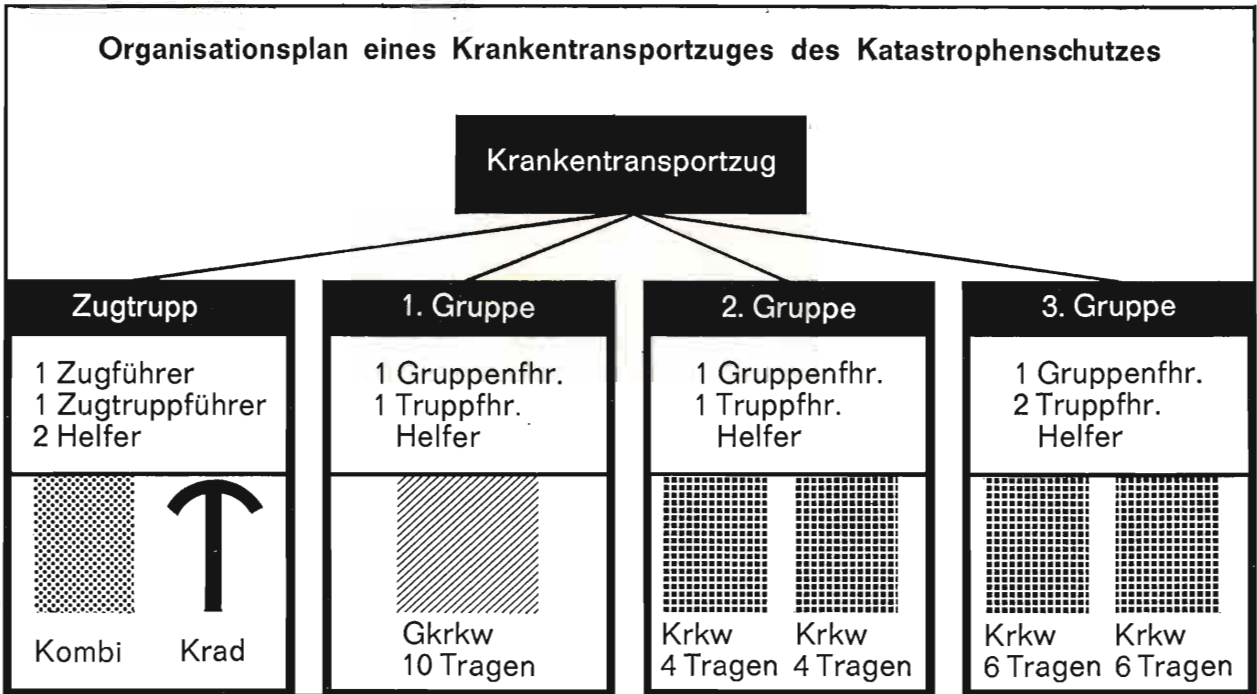 Organisationsplan eines Krankentransportzuges des Katastrophenschutzes
Krankentransportzug
Zugtrupp
1 Zugführer
1 Zugtruppführer
2 Helfer
Kombi
Krad
1. Gruppe
1 Gruppenfhr.
1 Truppfhr.
Helfer
Gkrkw
10 Tragen
2. Gruppe
1 Gruppenfhr.
1 Truppfhr.
Helfer
Krkw
4 Tragen
Krkw
4 Tragen
3. Gruppe
1 Gruppenfhr.
2 Truppfhr.
Helfer
Krkw
6 Tragen
Krkw
6 Tragen